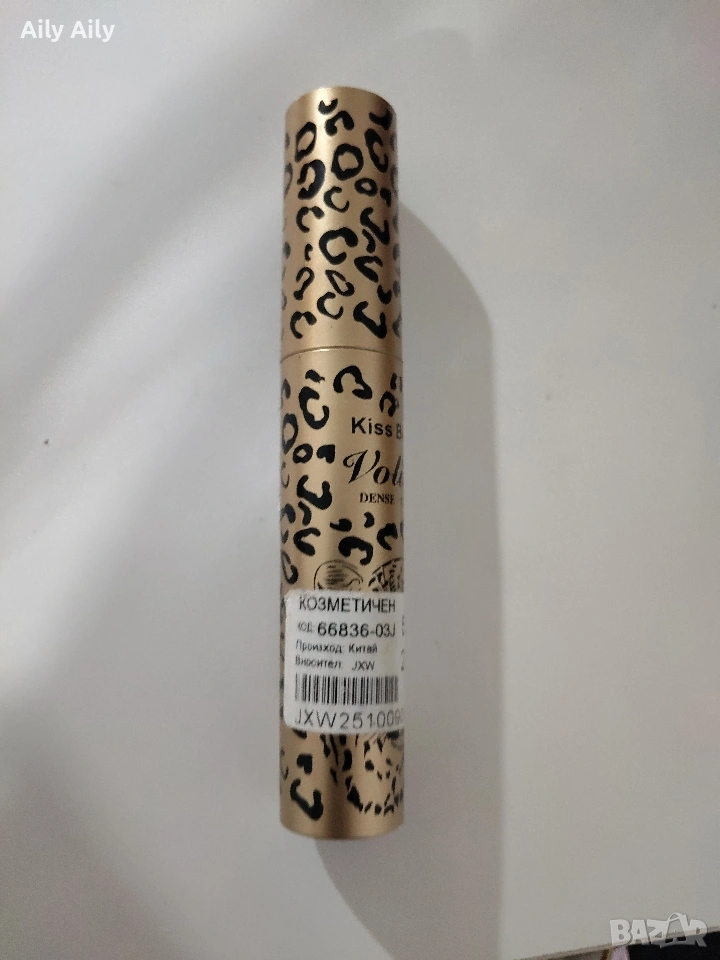 Aily Aily
Kiss B
Vol
DENSE
КОЗМЕТИЧЕН
КОД: 66836-03J
Произход: Китай
Вносител: JXW
JXW251009
BAZAR